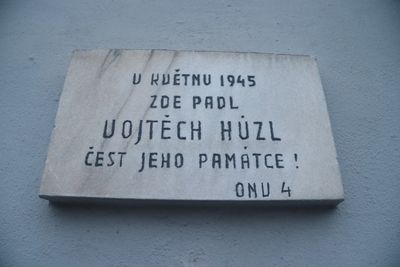 V KVĚTNU 1945
ZDE PADL
VOJTĚCH HŮZL
ČEST JEHO PAMÁTCE!
ONV 4